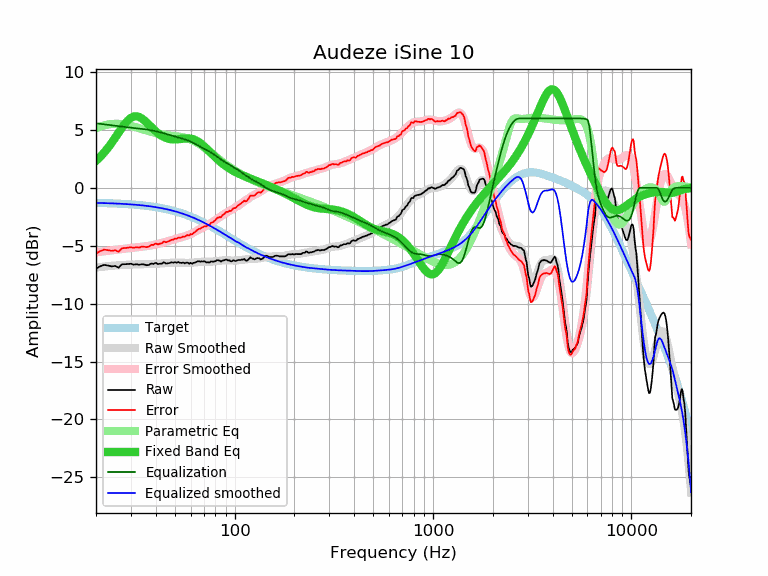 Audeze iSine 10
10
5
0
−5
−10
−15
−20
−25
Amplitude (dBr)
Target
Raw Smoothed
Error Smoothed
Raw
Error
Parametric Eq
Fixed Band Eq
Equalization
Equalized smoothed
100
1000
10000
Frequency (Hz)